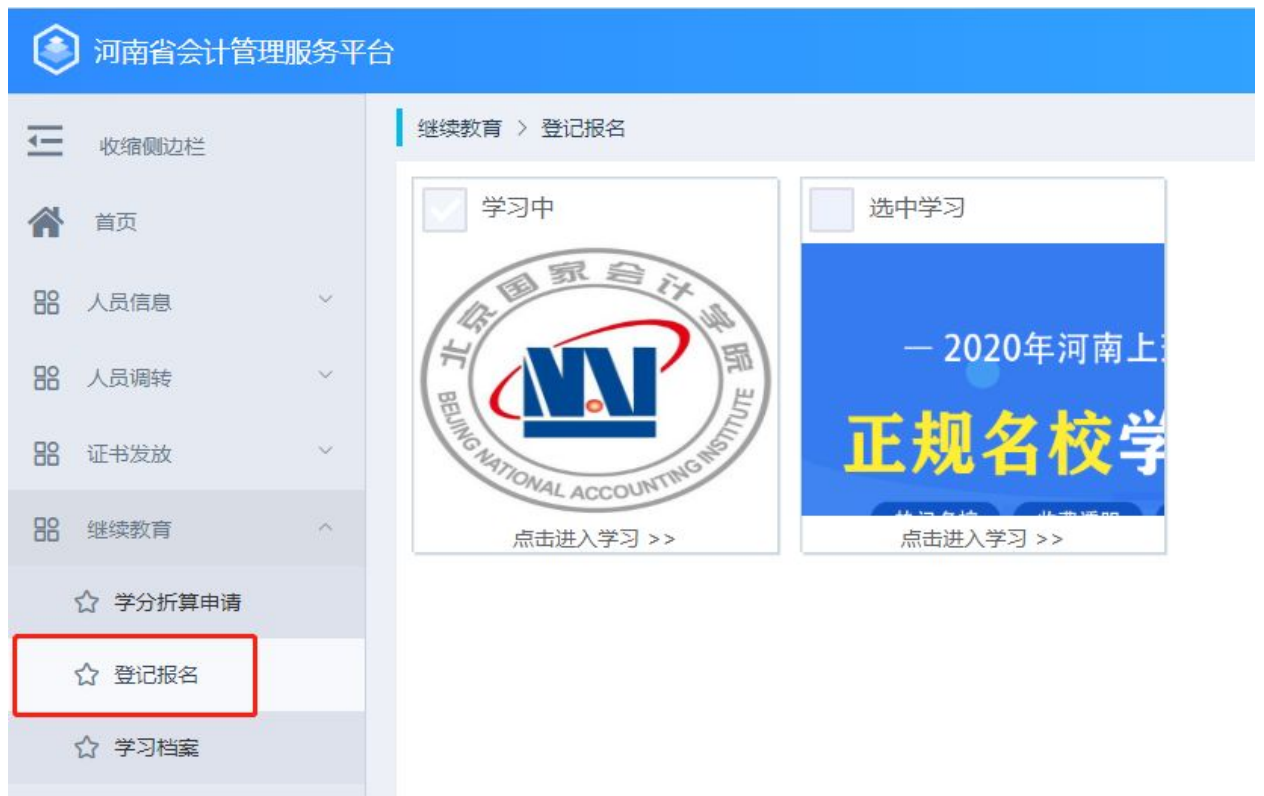 河南省会计管理服务平台
收缩侧边栏
首页
人员信息
人员调转
证书发放
继续教育
学分折算申请
登记报名
学习档案
继续教育 > 登记报名
学习中
北京国家会计学院
BEIJING NATIONAL ACCOUNTING INSTITUTE
点击进入学习 >>
选中学习
— 2020年河南上
正规名校学
点击进入学习 >>